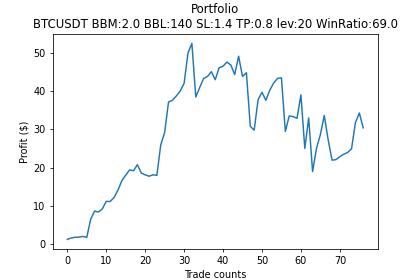 Portfolio
BTCUSDT BBM:2.0 BBL:140 SL:1.4 TP:0.8 lev:20 WinRatio:69.0
50
40
30
20
10
0
Profit ($)
0 10 20 30 40 50 60 70
Trade counts